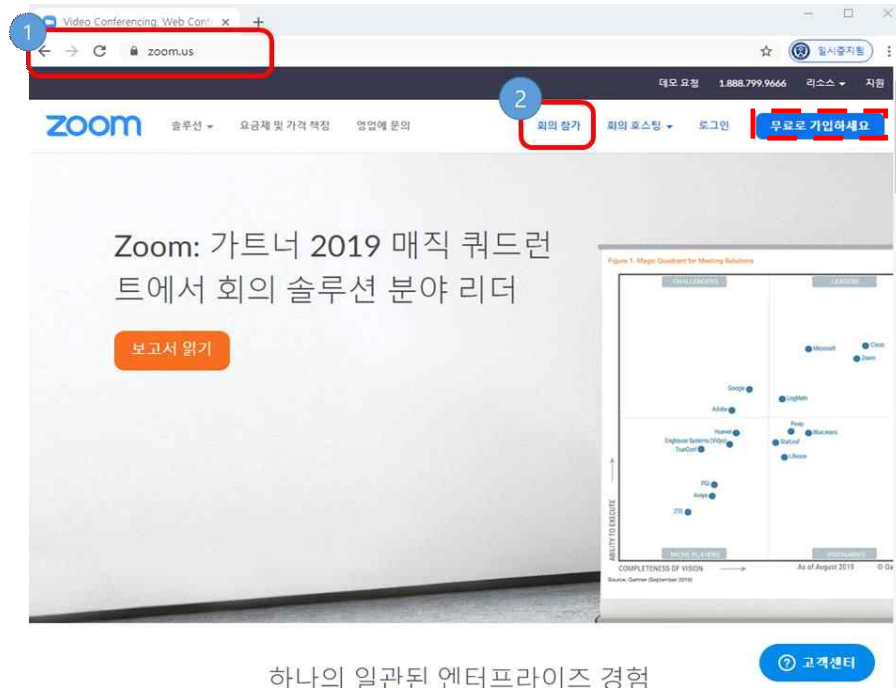 1
Video Conferencing, Web Conf
zoom.us
일시중지됨
데모 요청 1.888.799.9666 리소스 지원
2
zoom 솔루션 요금제 및 가격 책정 영업에 문의 회의 참가 회의 호스팅 로그인 무료로 가입하세요
Zoom: 가트너 2019 매직 쿼드런
트에서 회의 솔루션 분야 리더
보고서 읽기
Figure 1. Magic Quadrant for Meeting Solutions
CHALLENGERS LEADERS
Microsoft Cisco
Zoom
Google
LogMeIn
Adobe
Pexip
Huawei BlueJeans
Enghouse Systems (Vidyo) StarLeaf
TrueConf
Lifesize
PGi
Avaya
ZTE
ABILITY TO EXECUTE
NICHE PLAYERS VISIONARIES
COMPLETENESS OF VISION As of August 2019 © Ga
Source: Gartner (September 2019)
고객센터
하나의 일관된 엔터프라이즈 경험